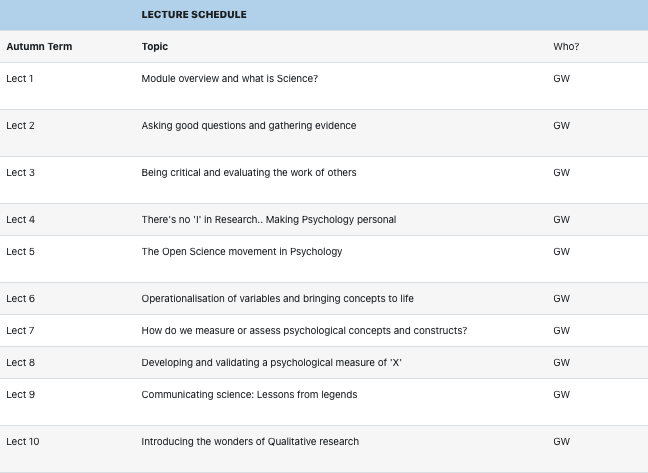 LECTURE SCHEDULE
Autumn Term Topic Who?
Lect 1 Module overview and what is Science? GW
Lect 2 Asking good questions and gathering evidence GW
Lect 3 Being critical and evaluating the work of others GW
Lect 4 There's no 'I' in Research.. Making Psychology personal GW
Lect 5 The Open Science movement in Psychology GW
Lect 6 Operationalisation of variables and bringing concepts to life GW
Lect 7 How do we measure or assess psychological concepts and constructs? GW
Lect 8 Developing and validating a psychological measure of 'X' GW
Lect 9 Communicating science: Lessons from legends GW
Lect 10 Introducing the wonders of Qualitative research GW